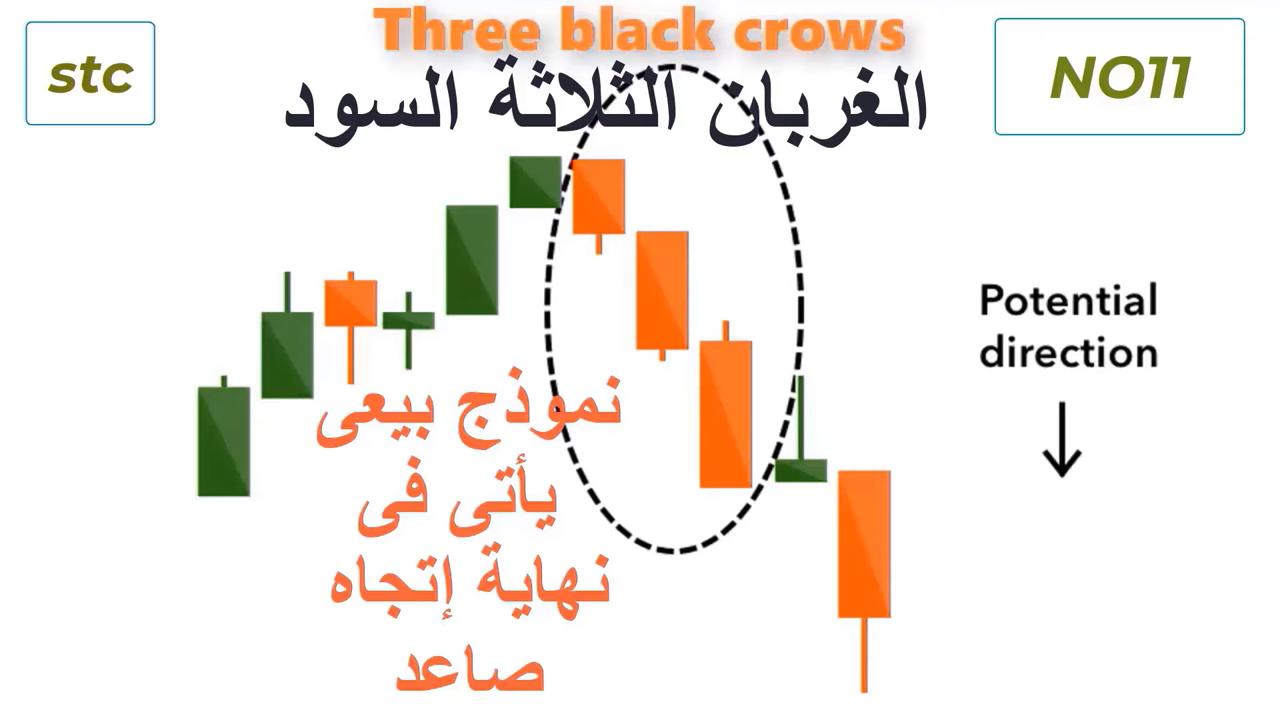 Three black crows
stc
NO11
الغربان الثلاثة السود
Potential
direction
نموذج بيعى
يأتى فى
نهاية إتجاه
صاعد